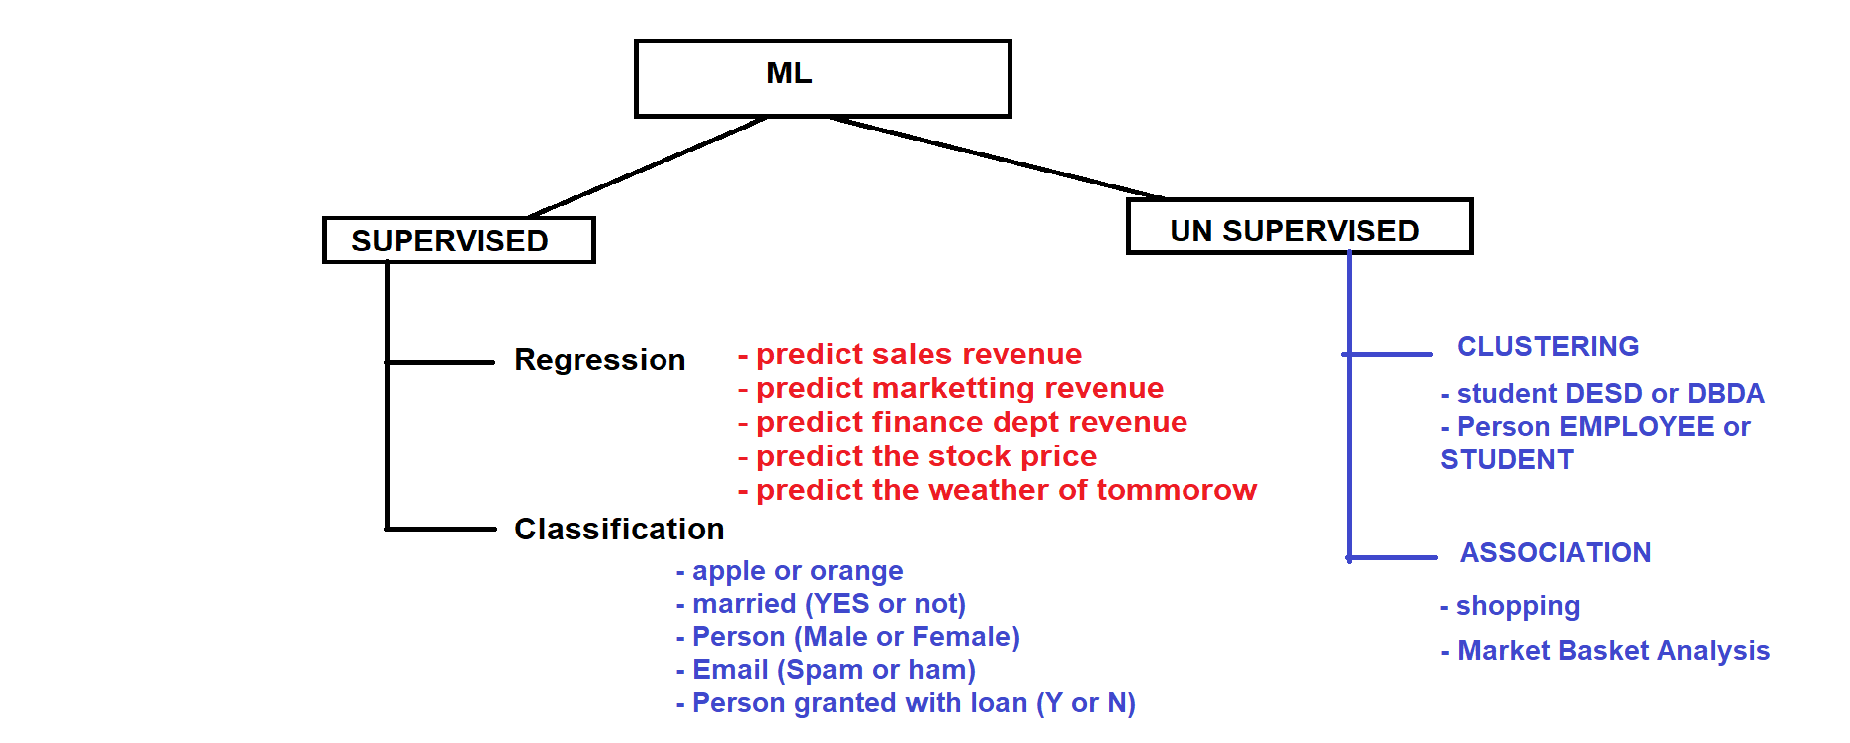 ML
SUPERVISED
UN SUPERVISED
Regression
- predict sales revenue
- predict marketting revenue
- predict finance dept revenue
- predict the stock price
- predict the weather of tommorow
Classification
- apple or orange
- married (YES or not)
- Person (Male or Female)
- Email (Spam or ham)
- Person granted with loan (Y or N)
CLUSTERING
- student DESD or DBDA
- Person EMPLOYEE or
STUDENT
ASSOCIATION
- shopping
- Market Basket Analysis